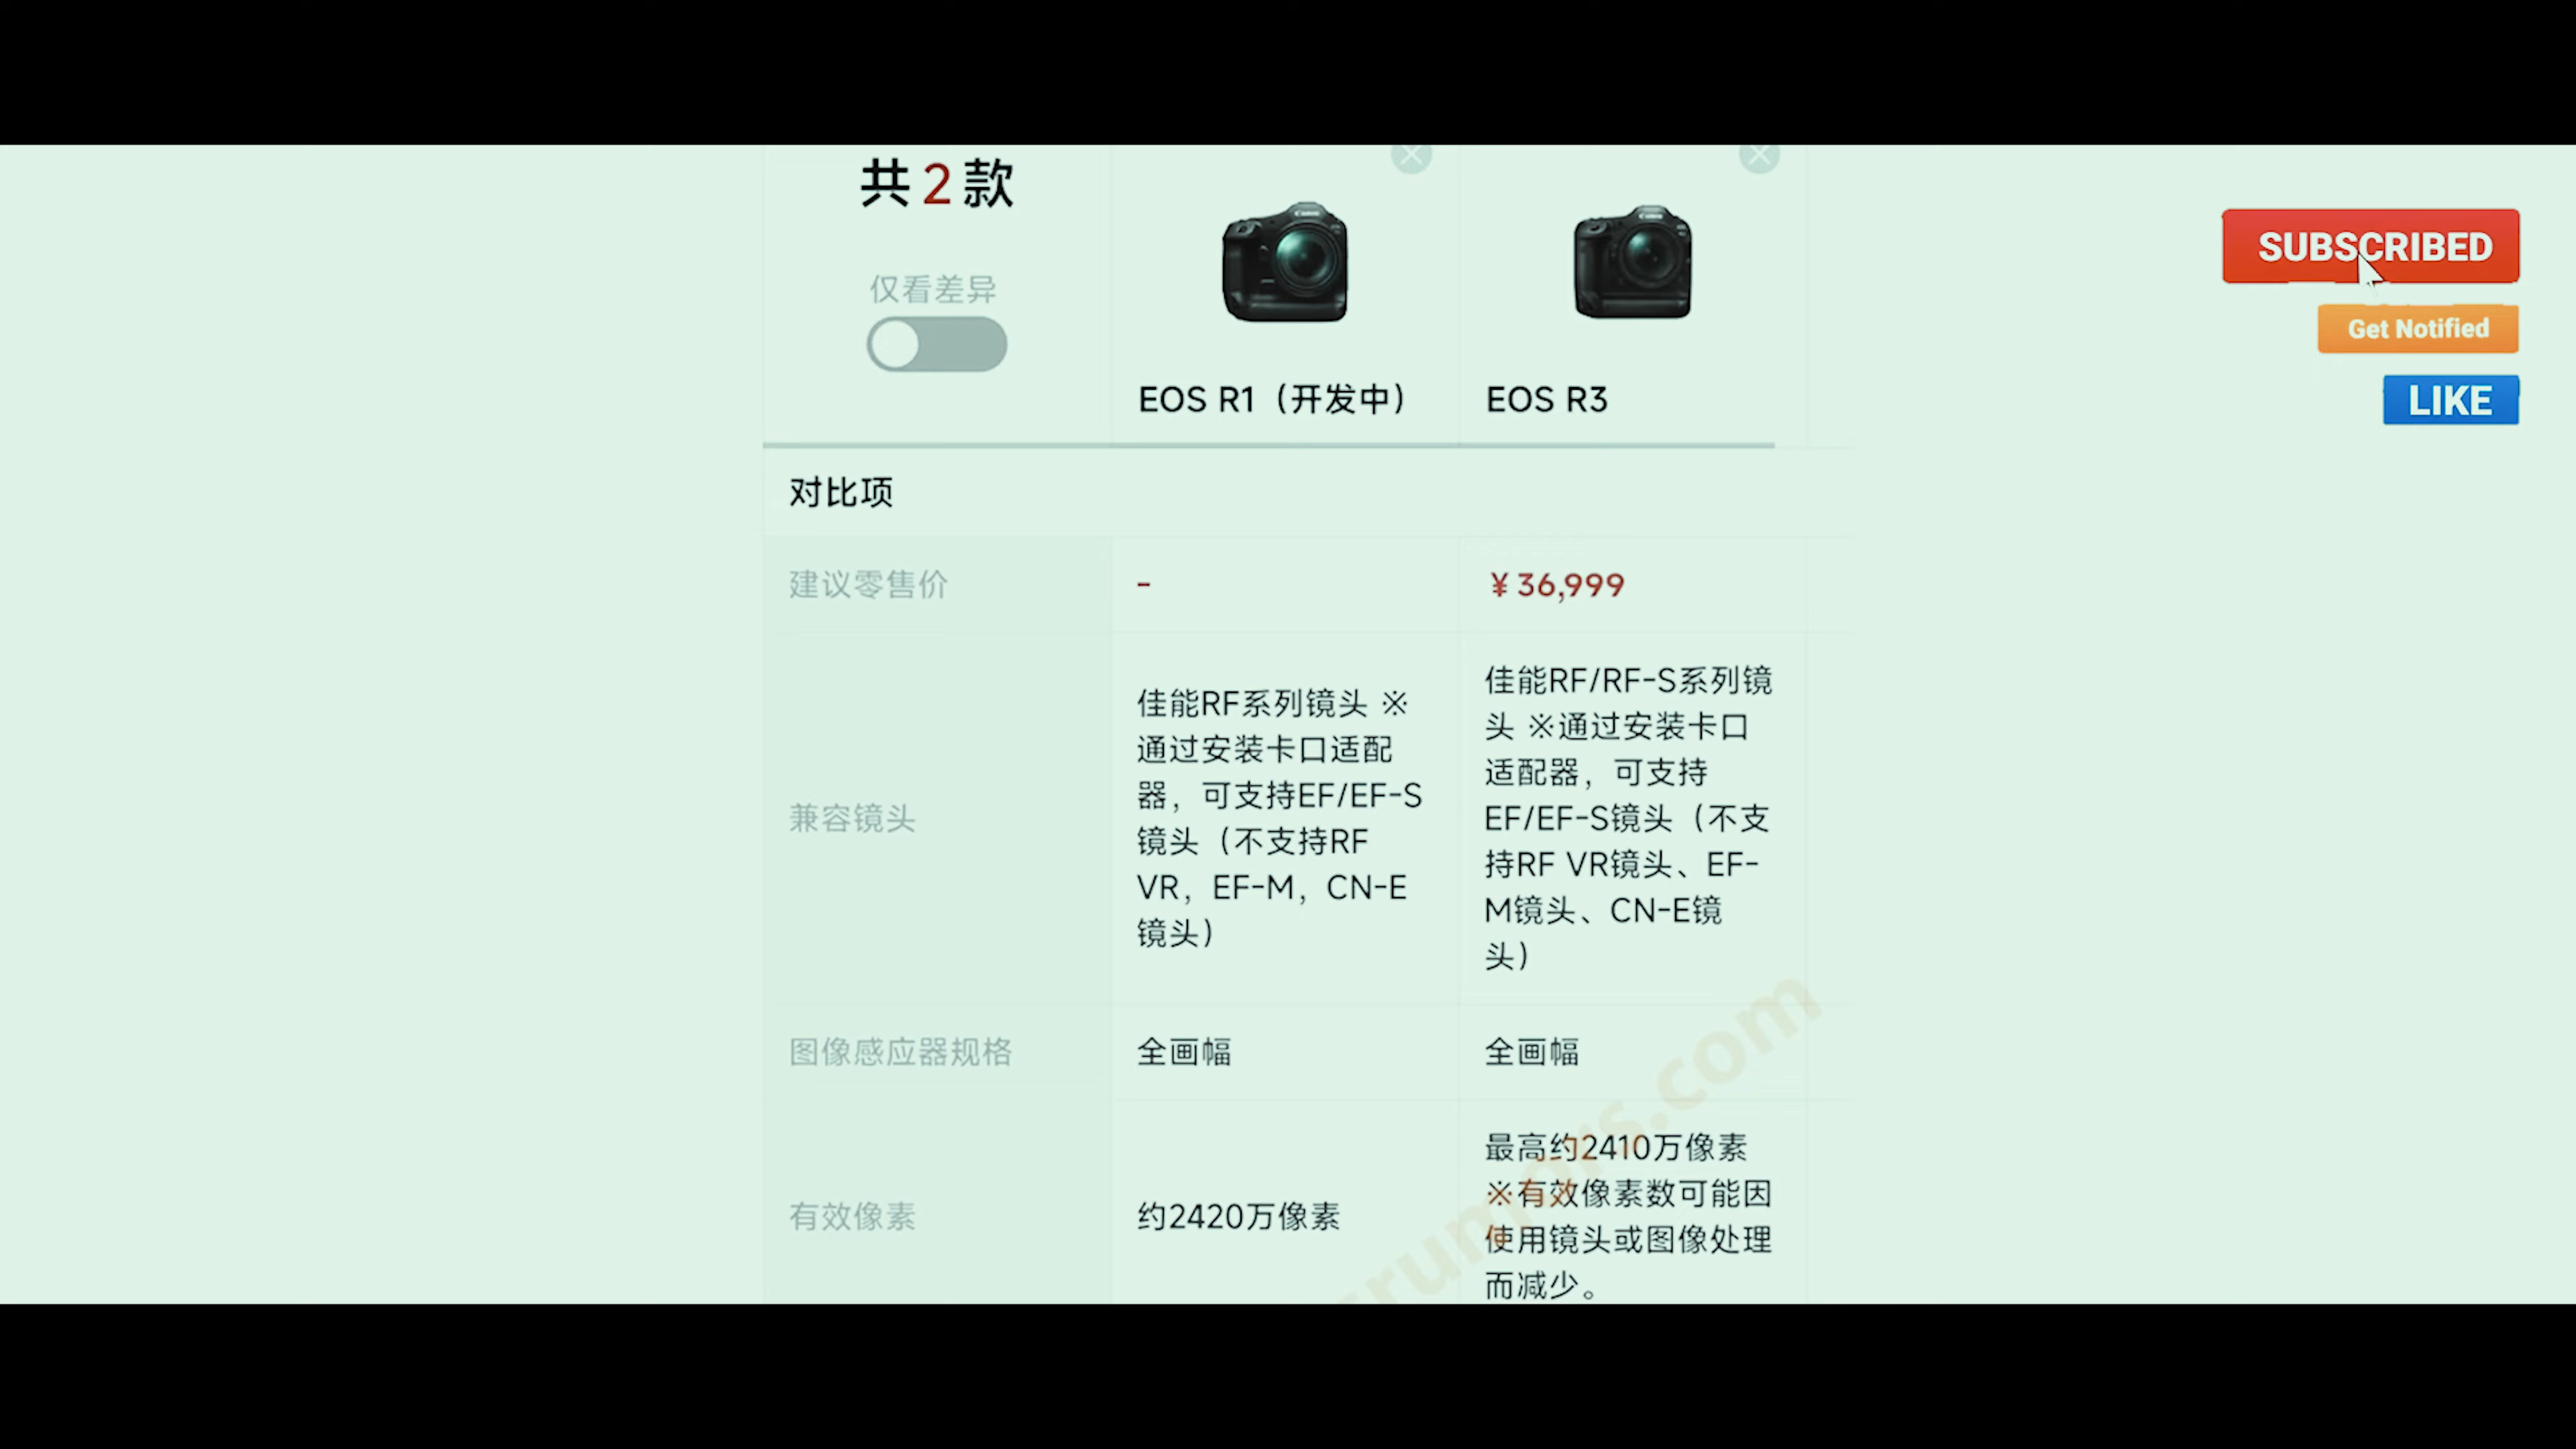 共2款
仅看差异
EOS R1（开发中）
EOS R3
SUBSCRIBED
Get Notified
LIKE
对比项
建议零售价
-
¥ 36,999
兼容镜头
佳能RF系列镜头 ※
通过安装卡口适配
器，可支持EF/EF-S
镜头（不支持RF
VR，EF-M，CN-E
镜头）
佳能RF/RF-S系列镜
头 ※通过安装卡口
适配器，可支持
EF/EF-S镜头（不支
持RF VR镜头、EF-
M镜头、CN-E镜
头）
图像感应器规格
全画幅
全画幅
有效像素
约2420万像素
最高约2410万像素
※有效像素数可能因
使用镜头或图像处理
而减少。
rumors.com